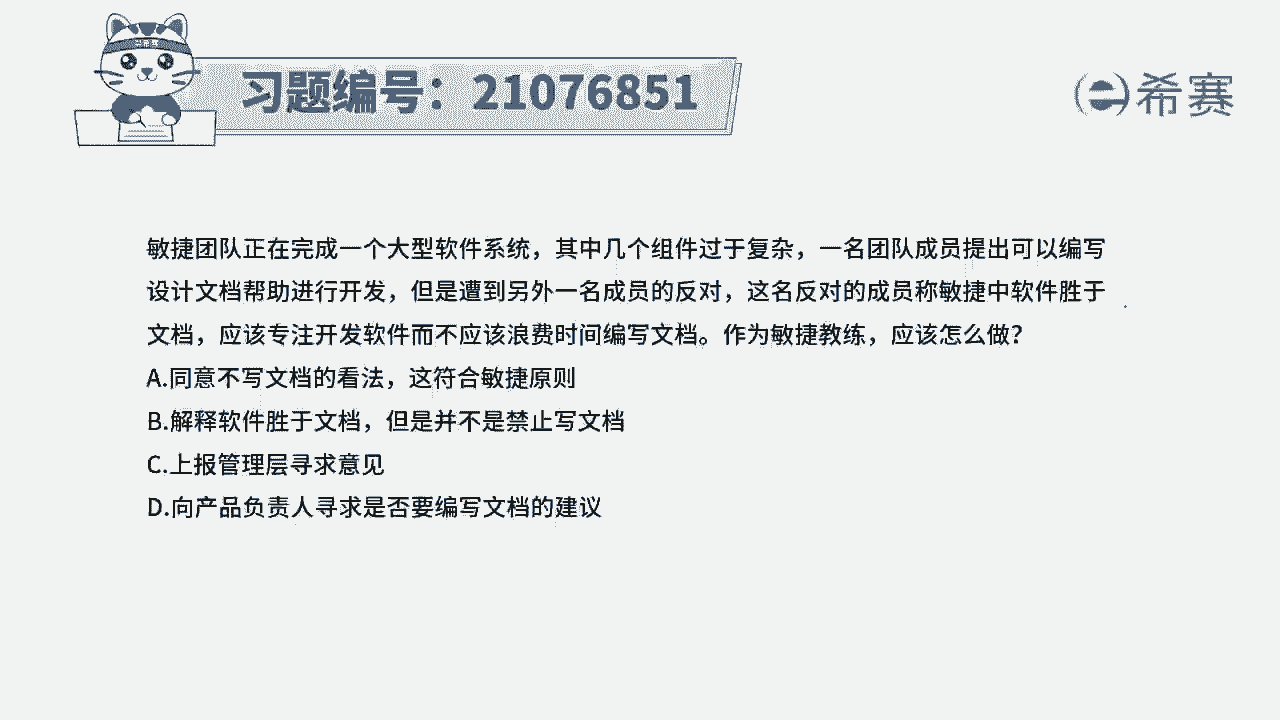 习题编号：21076851
希赛
敏捷团队正在完成一个大型软件系统，其中几个组件过于复杂，一名团队成员提出可以编写
设计文档帮助进行开发，但是遭到另外一名成员的反对，这名反对的成员称敏捷中软件胜于
文档，应该专注开发软件而不应该浪费时间编写文档。作为敏捷教练，应该怎么做？
A.同意不写文档的看法，这符合敏捷原则
B.解释软件胜于文档，但是并不是禁止写文档
C.上报管理层寻求意见
D.向产品负责人寻求是否要编写文档的建议